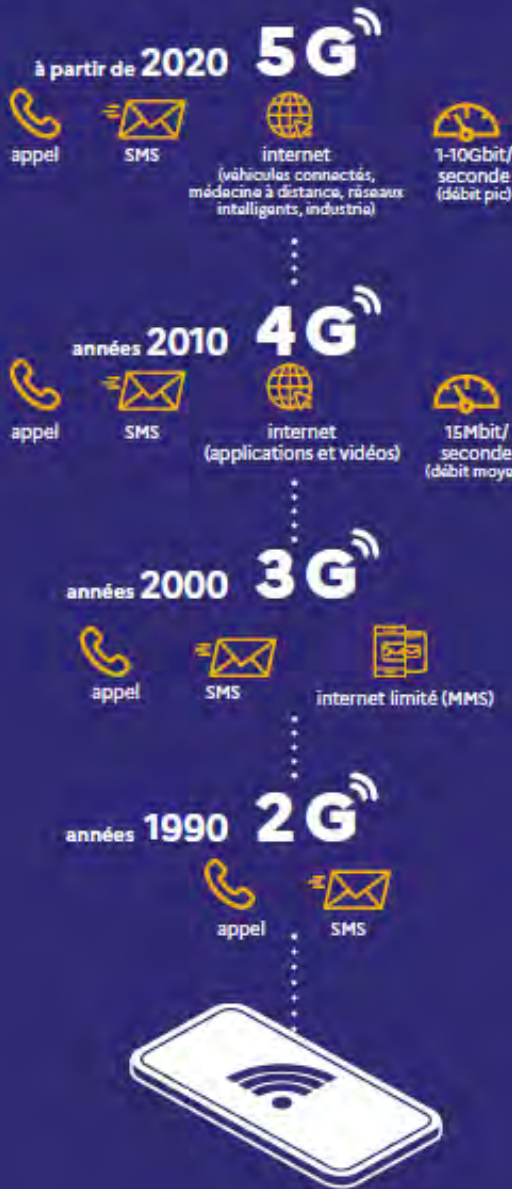 à partir de 2020 5G
appel
SMS
internet
(véhicules connectés,
médecine à distance, réseaux
intelligents, industrie)
1-10Gbit/
seconde
(débit pic)
années 2010 4G
appel
SMS
internet
(applications et vidéos)
15Mbit/
seconde
(débit moye
années 2000 3G
appel
SMS
internet limité (MMS)
années 1990 2G
appel
SMS